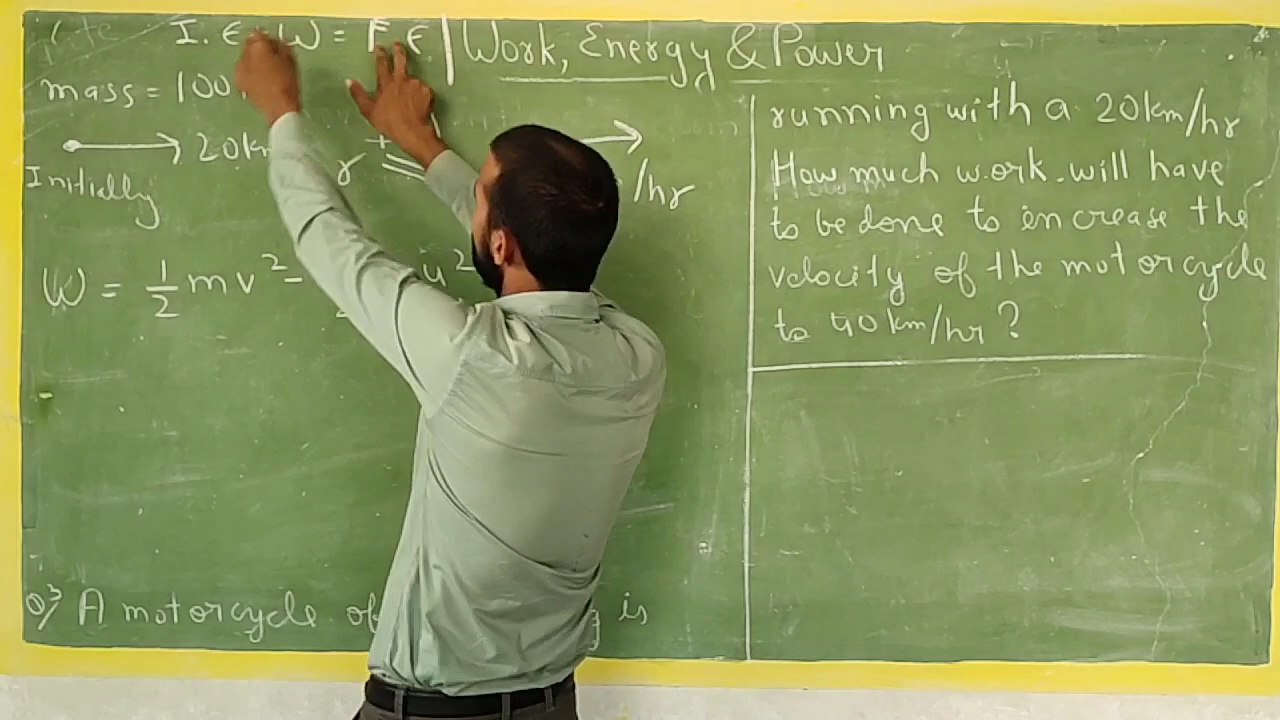 I. E W = F. E | Work, Energy & Power
mass = 100
20km /hr
Initially
W = 1/2 mv² - u²
Q3 A motorcycle of is
running with a 20km/hr
How much work will have
to be done to increase the
velocity of the motorcycle
to 40km/hr?